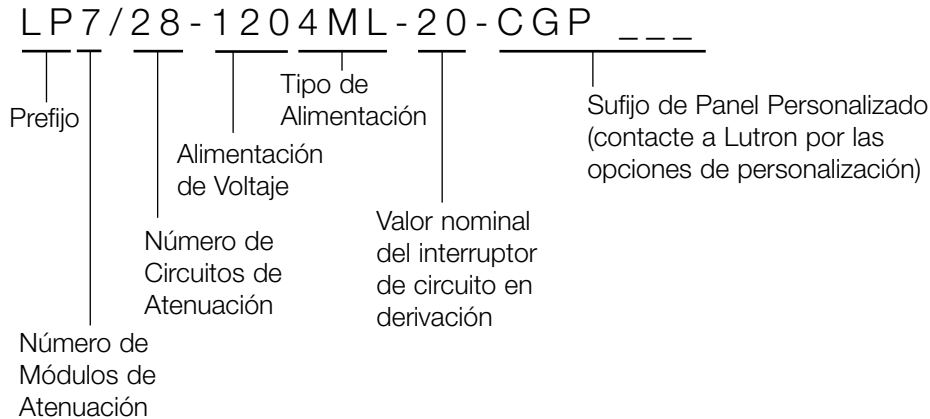 LP7/28-1204ML-20-CGP ___
Prefijo
Tipo de
Alimentación
Sufijo de Panel Personalizado
(contacte a Lutron por las
opciones de personalización)
Alimentación
de Voltaje
Número de
Circuitos de
Atenuación
Valor nominal
del interruptor
de circuito en
derivación
Número de
Módulos de
Atenuación